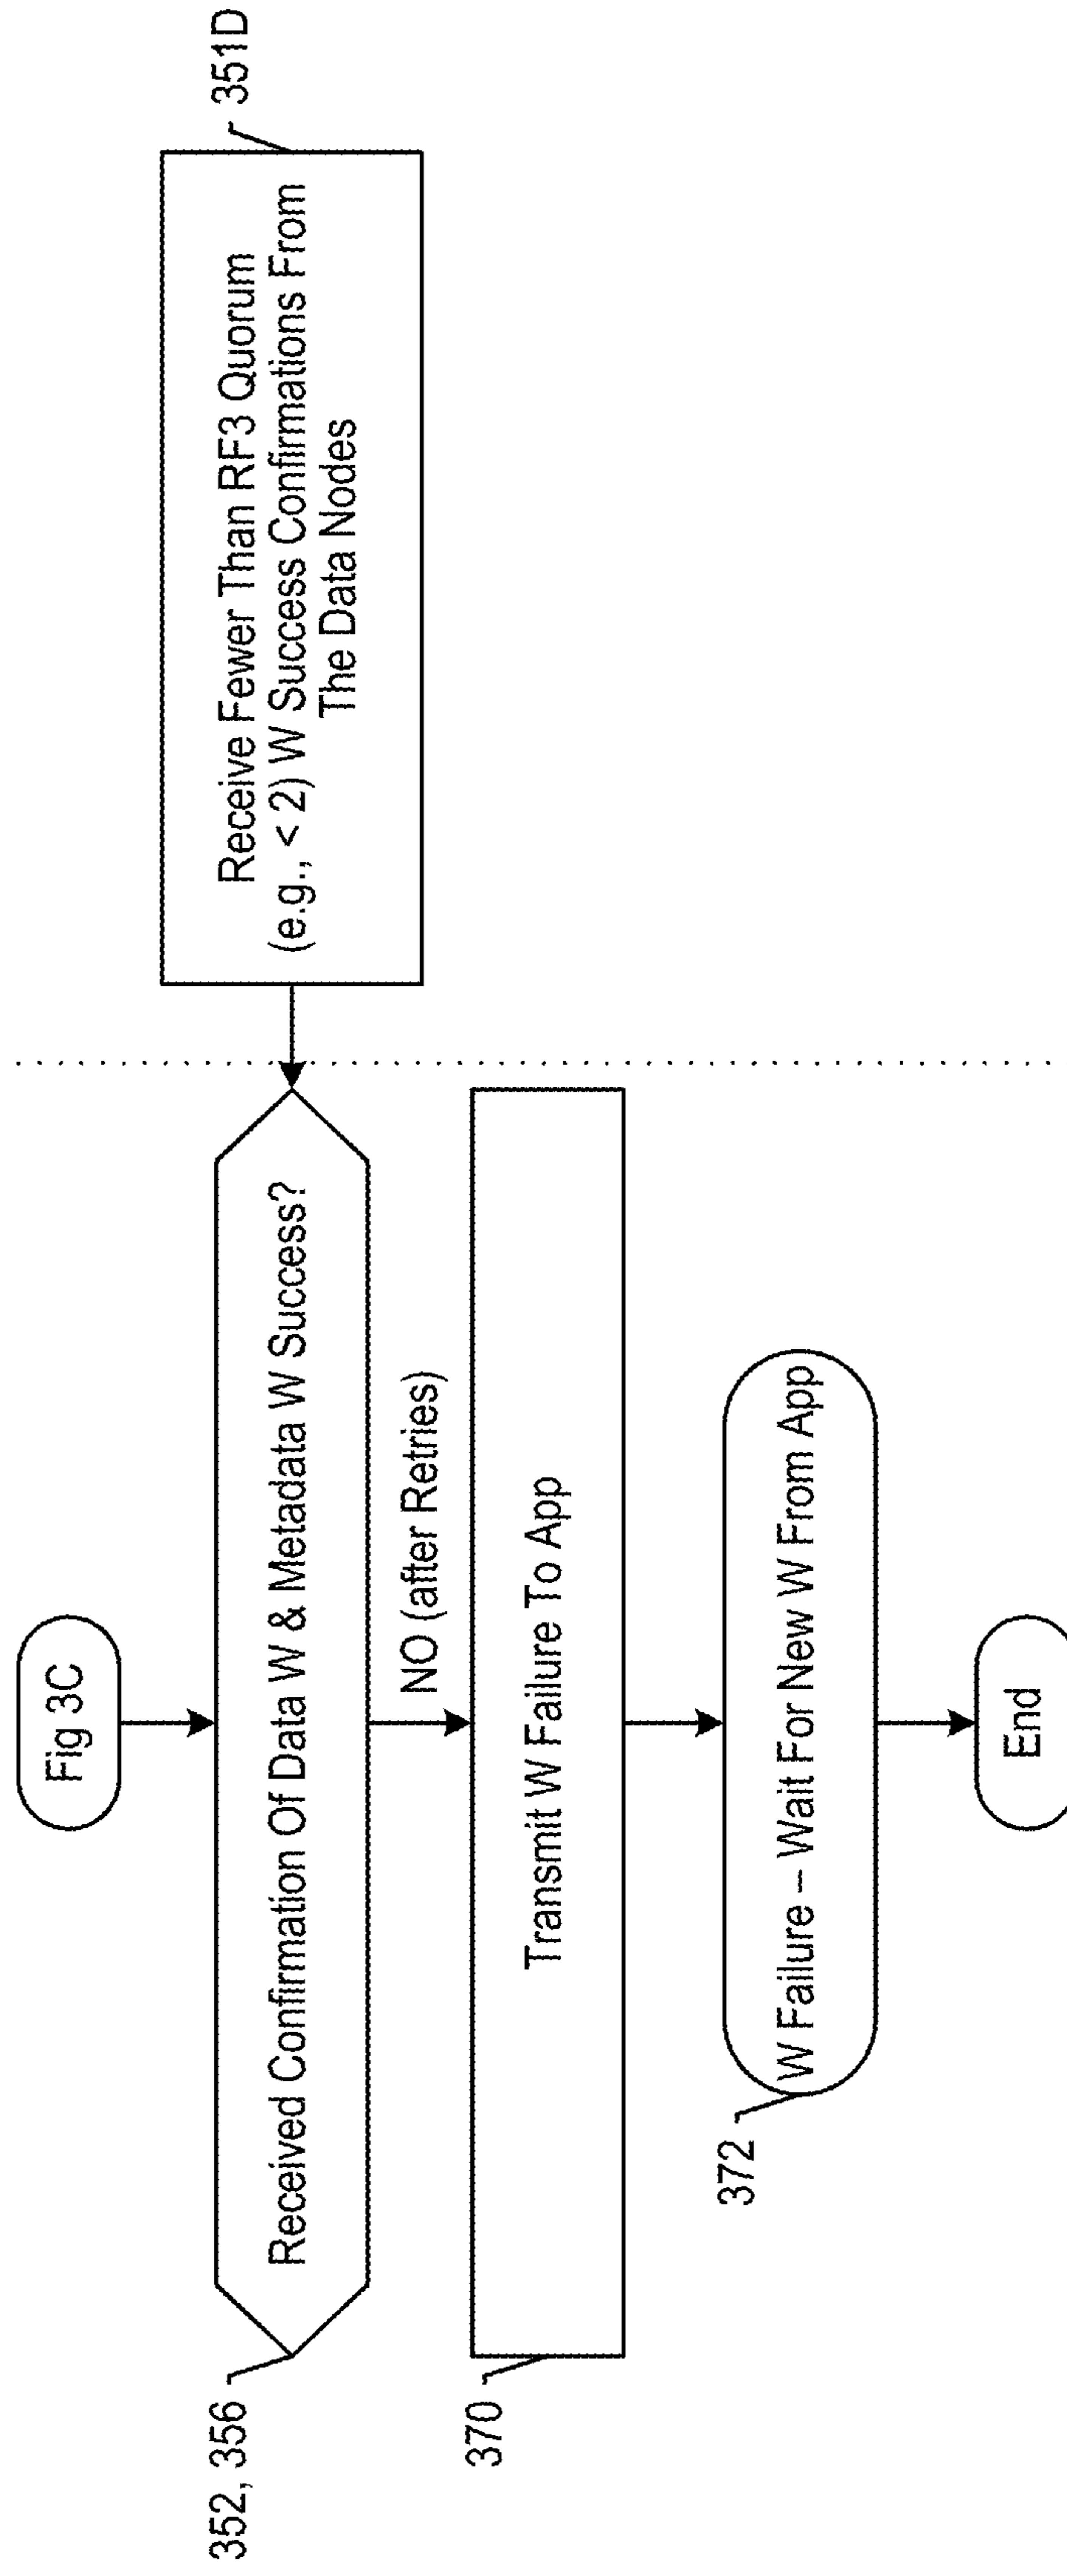 Fig 3C
352, 356
Received Confirmation Of Data W & Metadata W Success?
351D
Receive Fewer Than RF3 Quorum
(e.g., < 2) W Success Confirmations From
The Data Nodes
NO (after Retries)
370
Transmit W Failure To App
372
W Failure – Wait For New W From App
End